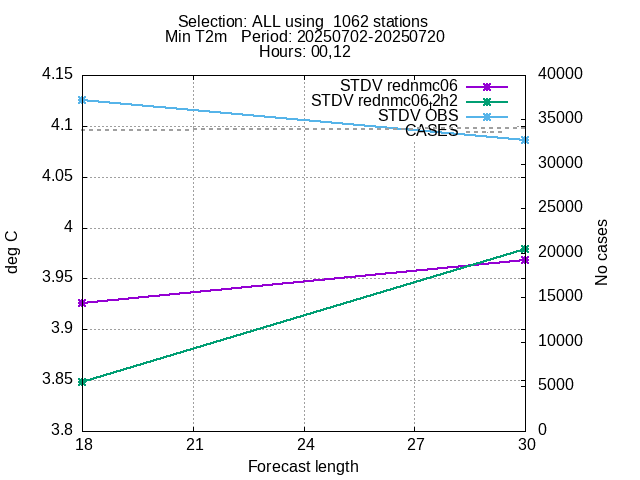 Selection: ALL using  1062 stations
Min T2m   Period: 20250702-20250720
Hours: 00,12
STDV rednmc06
STDV rednmc06,2h2
STDV OBS
CASES
4.15
4.1
4.05
4
3.95
3.9
3.85
3.8
deg C
40000
35000
30000
25000
20000
15000
10000
5000
0
No cases
18 21 24 27 30
Forecast length